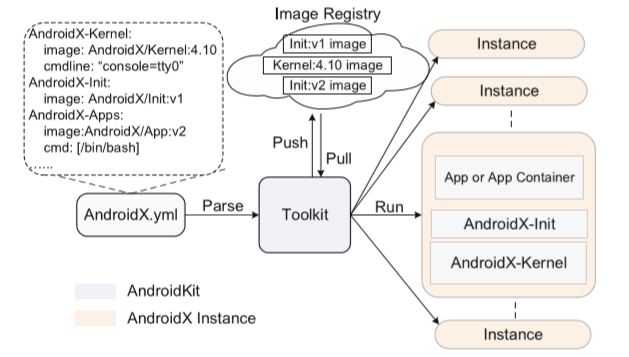 Image Registry
Init:v1 image
Kernel:4.10 image
Init:v2 image
AndroidX-Kernel:
image: AndroidX/Kernel:4.10
cmdline: “console=tty0”
AndroidX-Init:
image: AndroidX/Init:v1
AndroidX-Apps:
image:AndroidX/App:v2
cmd: [/bin/bash]
......
Push
Pull
AndroidX.yml
Parse
Toolkit
Run
Instance
Instance
App or App Container
AndroidX-Init
AndroidX-Kernel
Instance
AndroidKit
AndroidX Instance